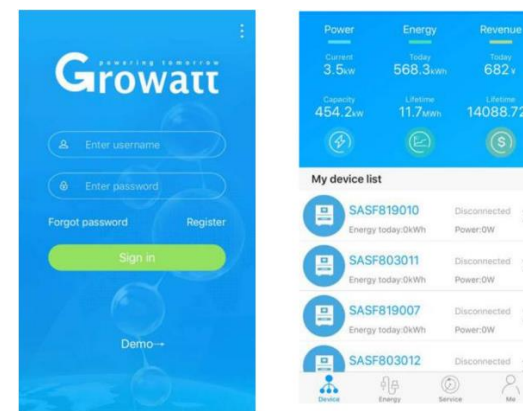 powering tomorrow
Growatt
Enter username
Enter password
Forgot password Register
Sign in
Demo→
Power Energy Revenue
Current Today Today
3.5kW 568.3kWh 682¥
Capacity Lifetime Lifetime
454.2kW 11.7MWh 14088.72
My device list
SASF819010 Disconnected
Energy today:0kWh Power:0W
SASF803011 Disconnected
Energy today:0kWh Power:0W
SASF819007 Disconnected
Energy today:0kWh Power:0W
SASF803012 Disconnected
Device Energy Service Me